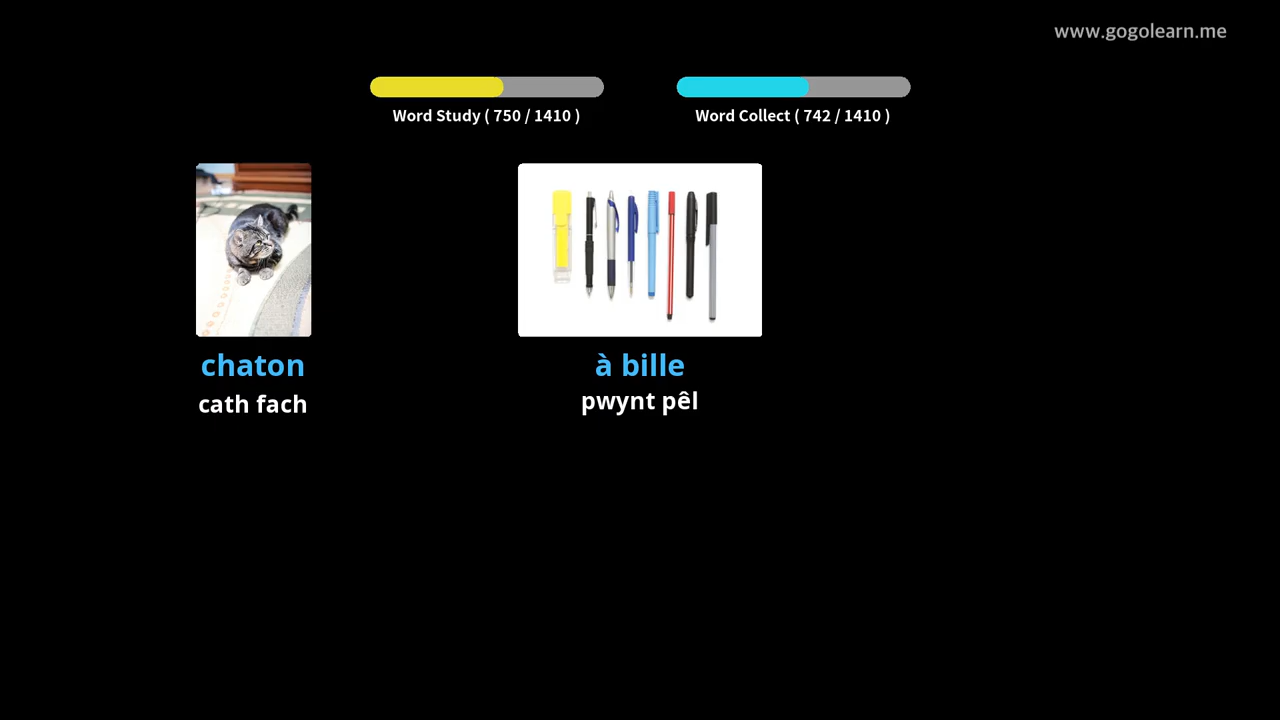 www.gogolearn.me
Word Study ( 750 / 1410 )
Word Collect ( 742 / 1410 )
chaton
cath fach
à bille
pwynt pêl